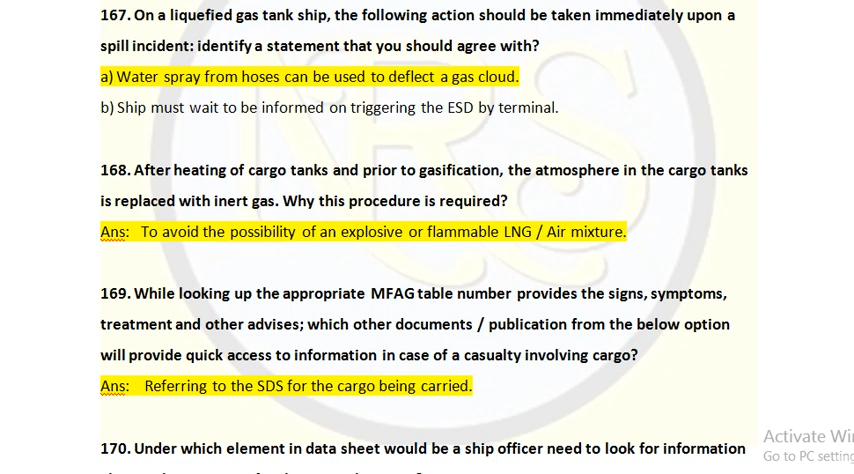 167. On a liquefied gas tank ship, the following action should be taken immediately upon a
spill incident: identify a statement that you should agree with?
a) Water spray from hoses can be used to deflect a gas cloud.
b) Ship must wait to be informed on triggering the ESD by terminal.
168. After heating of cargo tanks and prior to gasification, the atmosphere in the cargo tanks
is replaced with inert gas. Why this procedure is required?
Ans: To avoid the possibility of an explosive or flammable LNG / Air mixture.
169. While looking up the appropriate MFAG table number provides the signs, symptoms,
treatment and other advises; which other documents / publication from the below option
will provide quick access to information in case of a casualty involving cargo?
Ans: Referring to the SDS for the cargo being carried.
170. Under which element in data sheet would be a ship officer need to look for information
Activate Wi
Go to PC setting